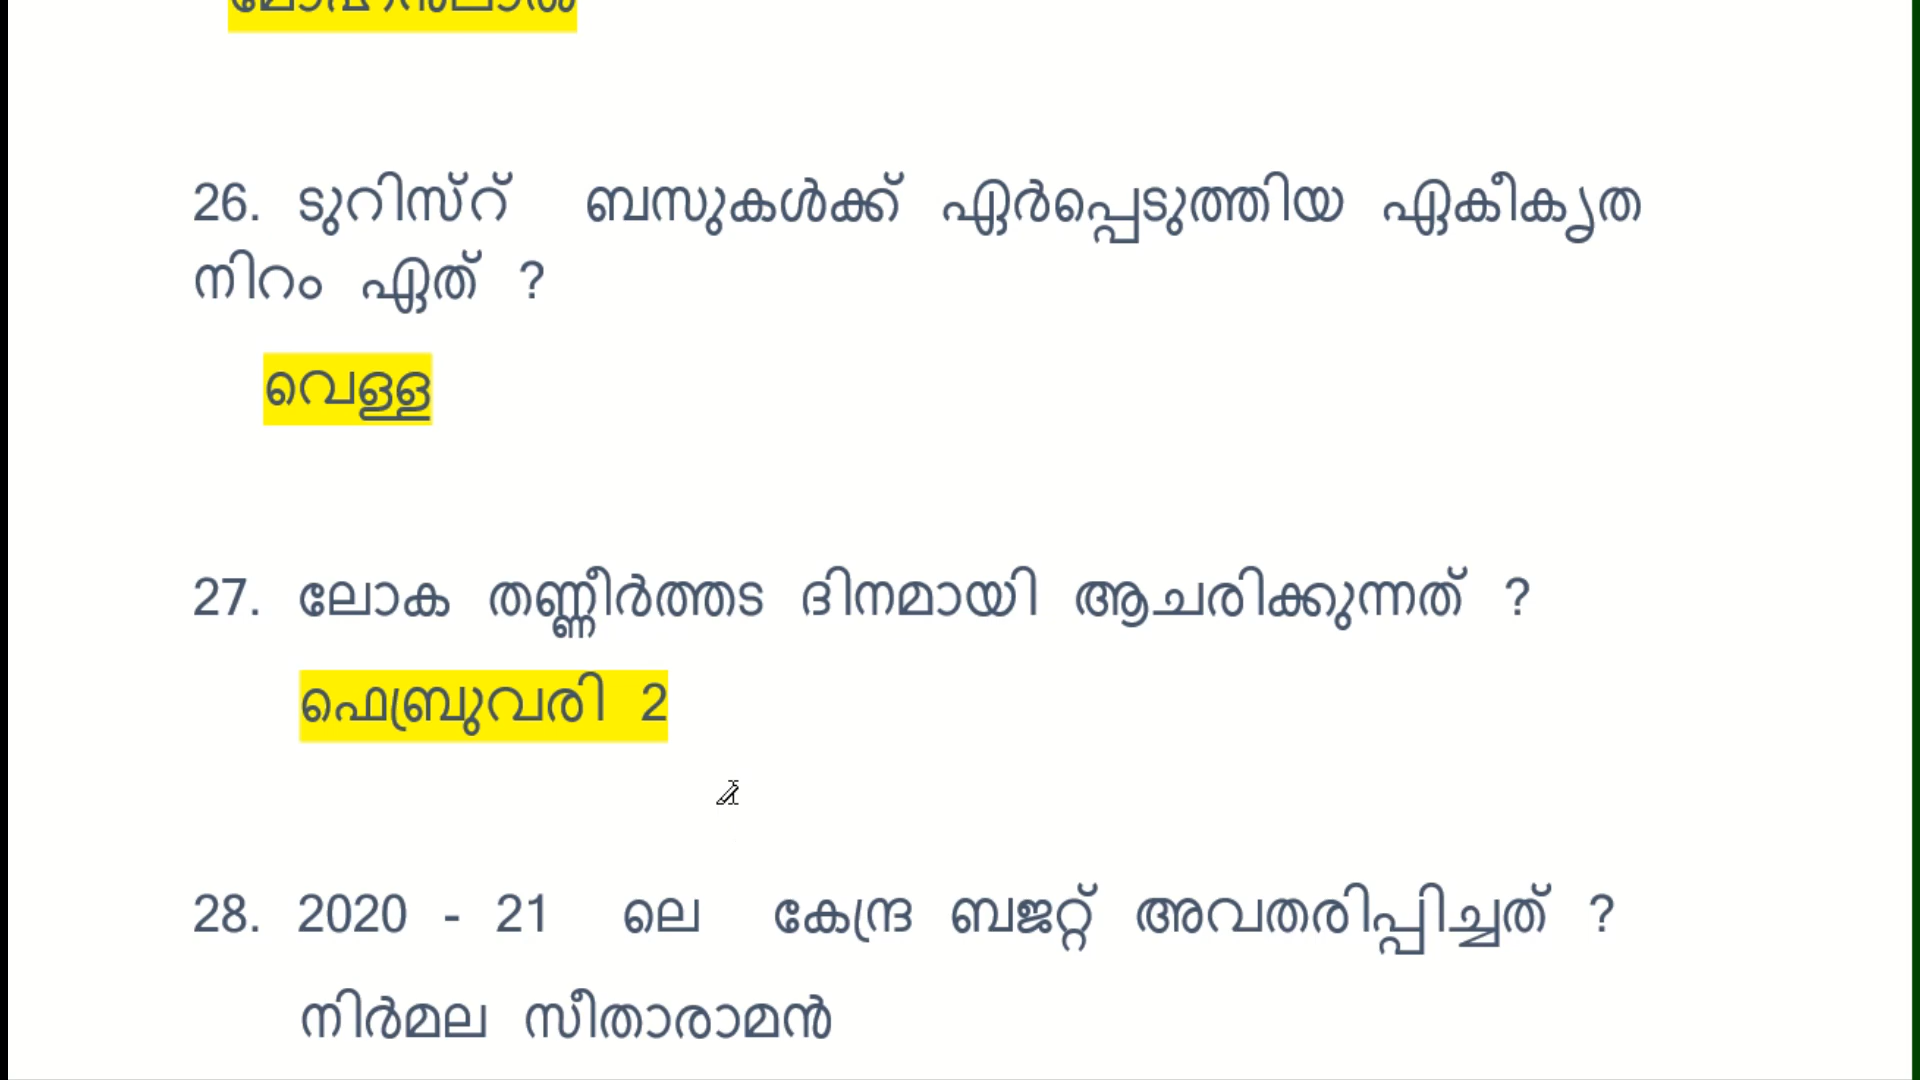 മോഹൻലാൽ
26. ടുറിസ്റ് ബസുകൾക്ക് ഏർപ്പെടുത്തിയ ഏകീകൃത
നിറം ഏത് ?
വെള്ള
27. ലോക തണ്ണീർത്തട ദിനമായി ആചരിക്കുന്നത് ?
ഫെബ്രുവരി 2
28. 2020 - 21 ലെ കേന്ദ്ര ബജറ്റ് അവതരിപ്പിച്ചത് ?
നിർമല സീതാരാമൻ